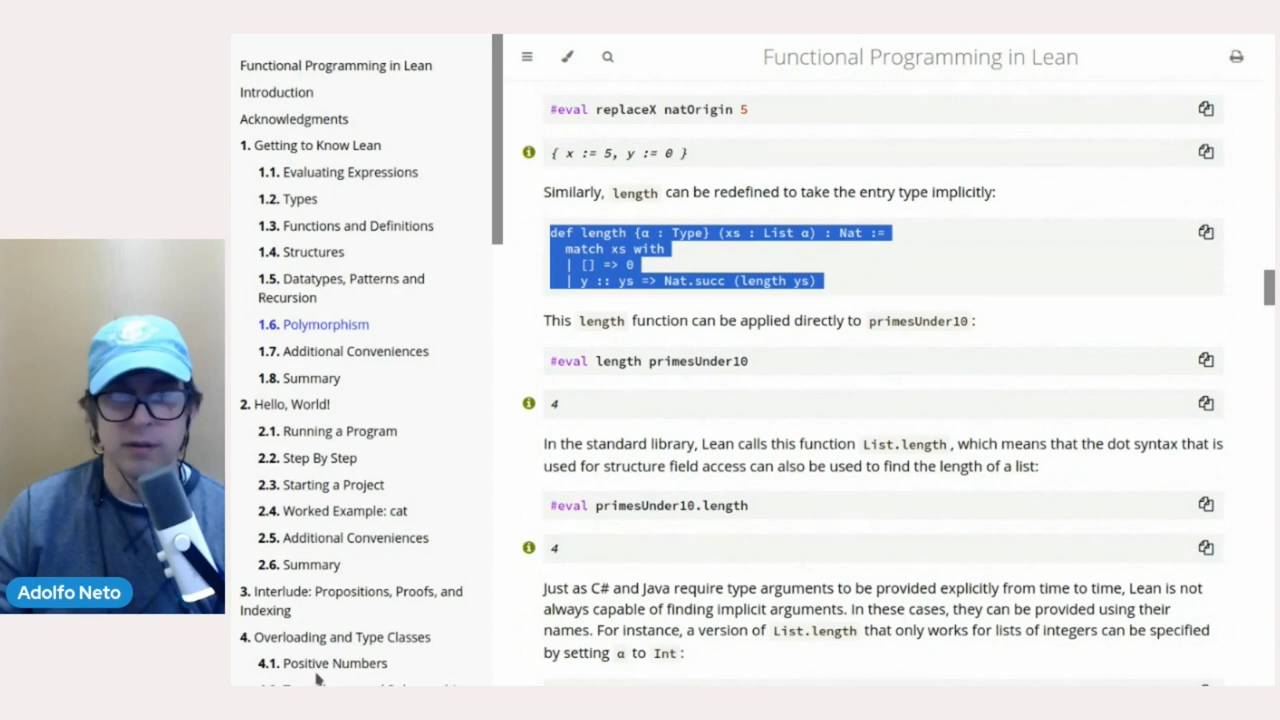 Functional Programming in Lean
Introduction
Acknowledgments
1. Getting to Know Lean
1.1. Evaluating Expressions
1.2. Types
1.3. Functions and Definitions
1.4. Structures
1.5. Datatypes, Patterns and
Recursion
1.6. Polymorphism
1.7. Additional Conveniences
1.8. Summary
2. Hello, World!
2.1. Running a Program
2.2. Step By Step
2.3. Starting a Project
2.4. Worked Example: cat
2.5. Additional Conveniences
2.6. Summary
3. Interlude: Propositions, Proofs, and
Indexing
4. Overloading and Type Classes
4.1. Positive Numbers
Functional Programming in Lean
#eval replaceX natOrigin 5
{ x := 5, y := 0 }
Similarly, length can be redefined to take the entry type implicitly:
def length {α : Type} (xs : List α) : Nat :=
match xs with
| [] => 0
| y :: ys => Nat.succ (length ys)
This length function can be applied directly to primesUnder10:
#eval length primesUnder10
4
In the standard library, Lean calls this function List.length, which means that the dot syntax that is
used for structure field access can also be used to find the length of a list:
#eval primesUnder10.length
4
Just as C# and Java require type arguments to be provided explicitly from time to time, Lean is not
always capable of finding implicit arguments. In these cases, they can be provided using their
names. For instance, a version of List.length that only works for lists of integers can be specified
by setting α to Int:
Adolfo Neto